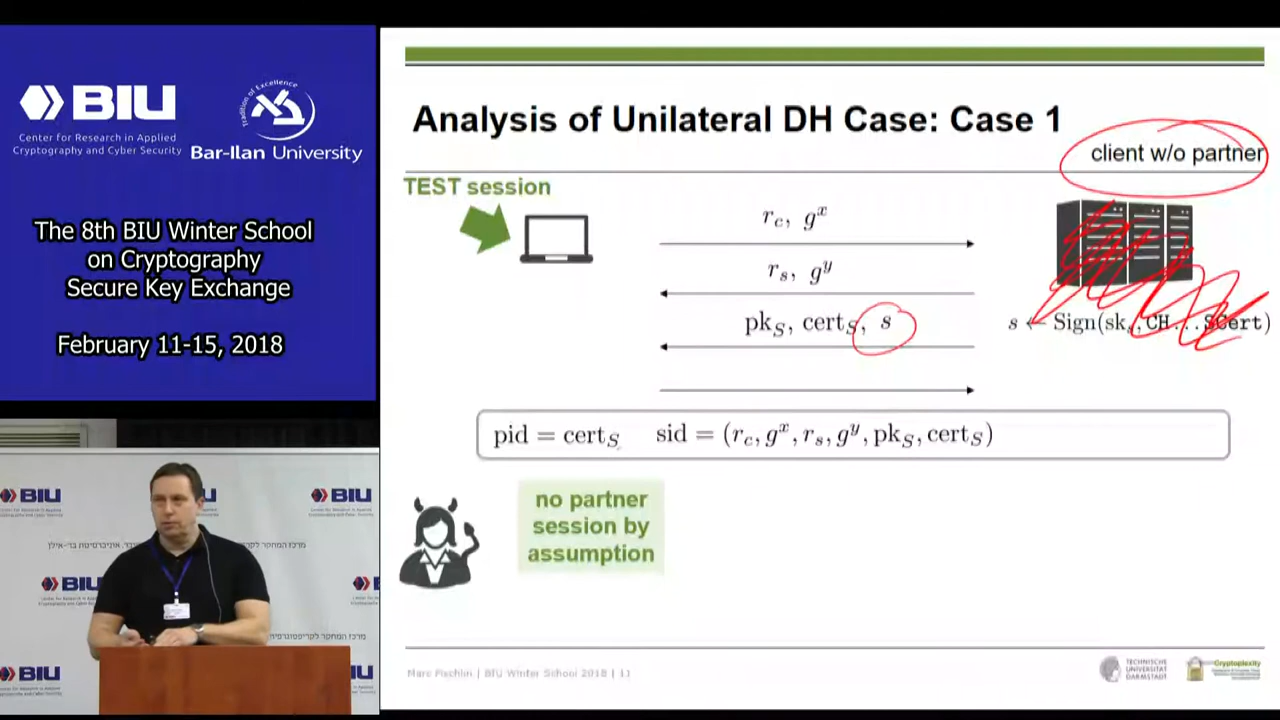 BIU
Center for Research in Applied
Cryptography and Cyber Security
Tradition of Excellence
Bar-Ilan University
The 8th BIU Winter School
on Cryptography
Secure Key Exchange
February 11-15, 2018
Analysis of Unilateral DH Case: Case 1
client w/o partner
TEST session
r_c, g^x
r_s, g^y
pk_S, cert_S, s
s ← Sign(sk_s, CH...SCert)
pid = cert_S sid = (r_c, g^x, r_s, g^y, pk_S, cert_S)
no partner
session by
assumption
Marc Fischlin | BIU Winter School 2018 | 11
TECHNISCHE
UNIVERSITÄT
DARMSTADT
Cryptoplexity
BIU
BIU
BIU
BIU
BIU
BIU
BIU